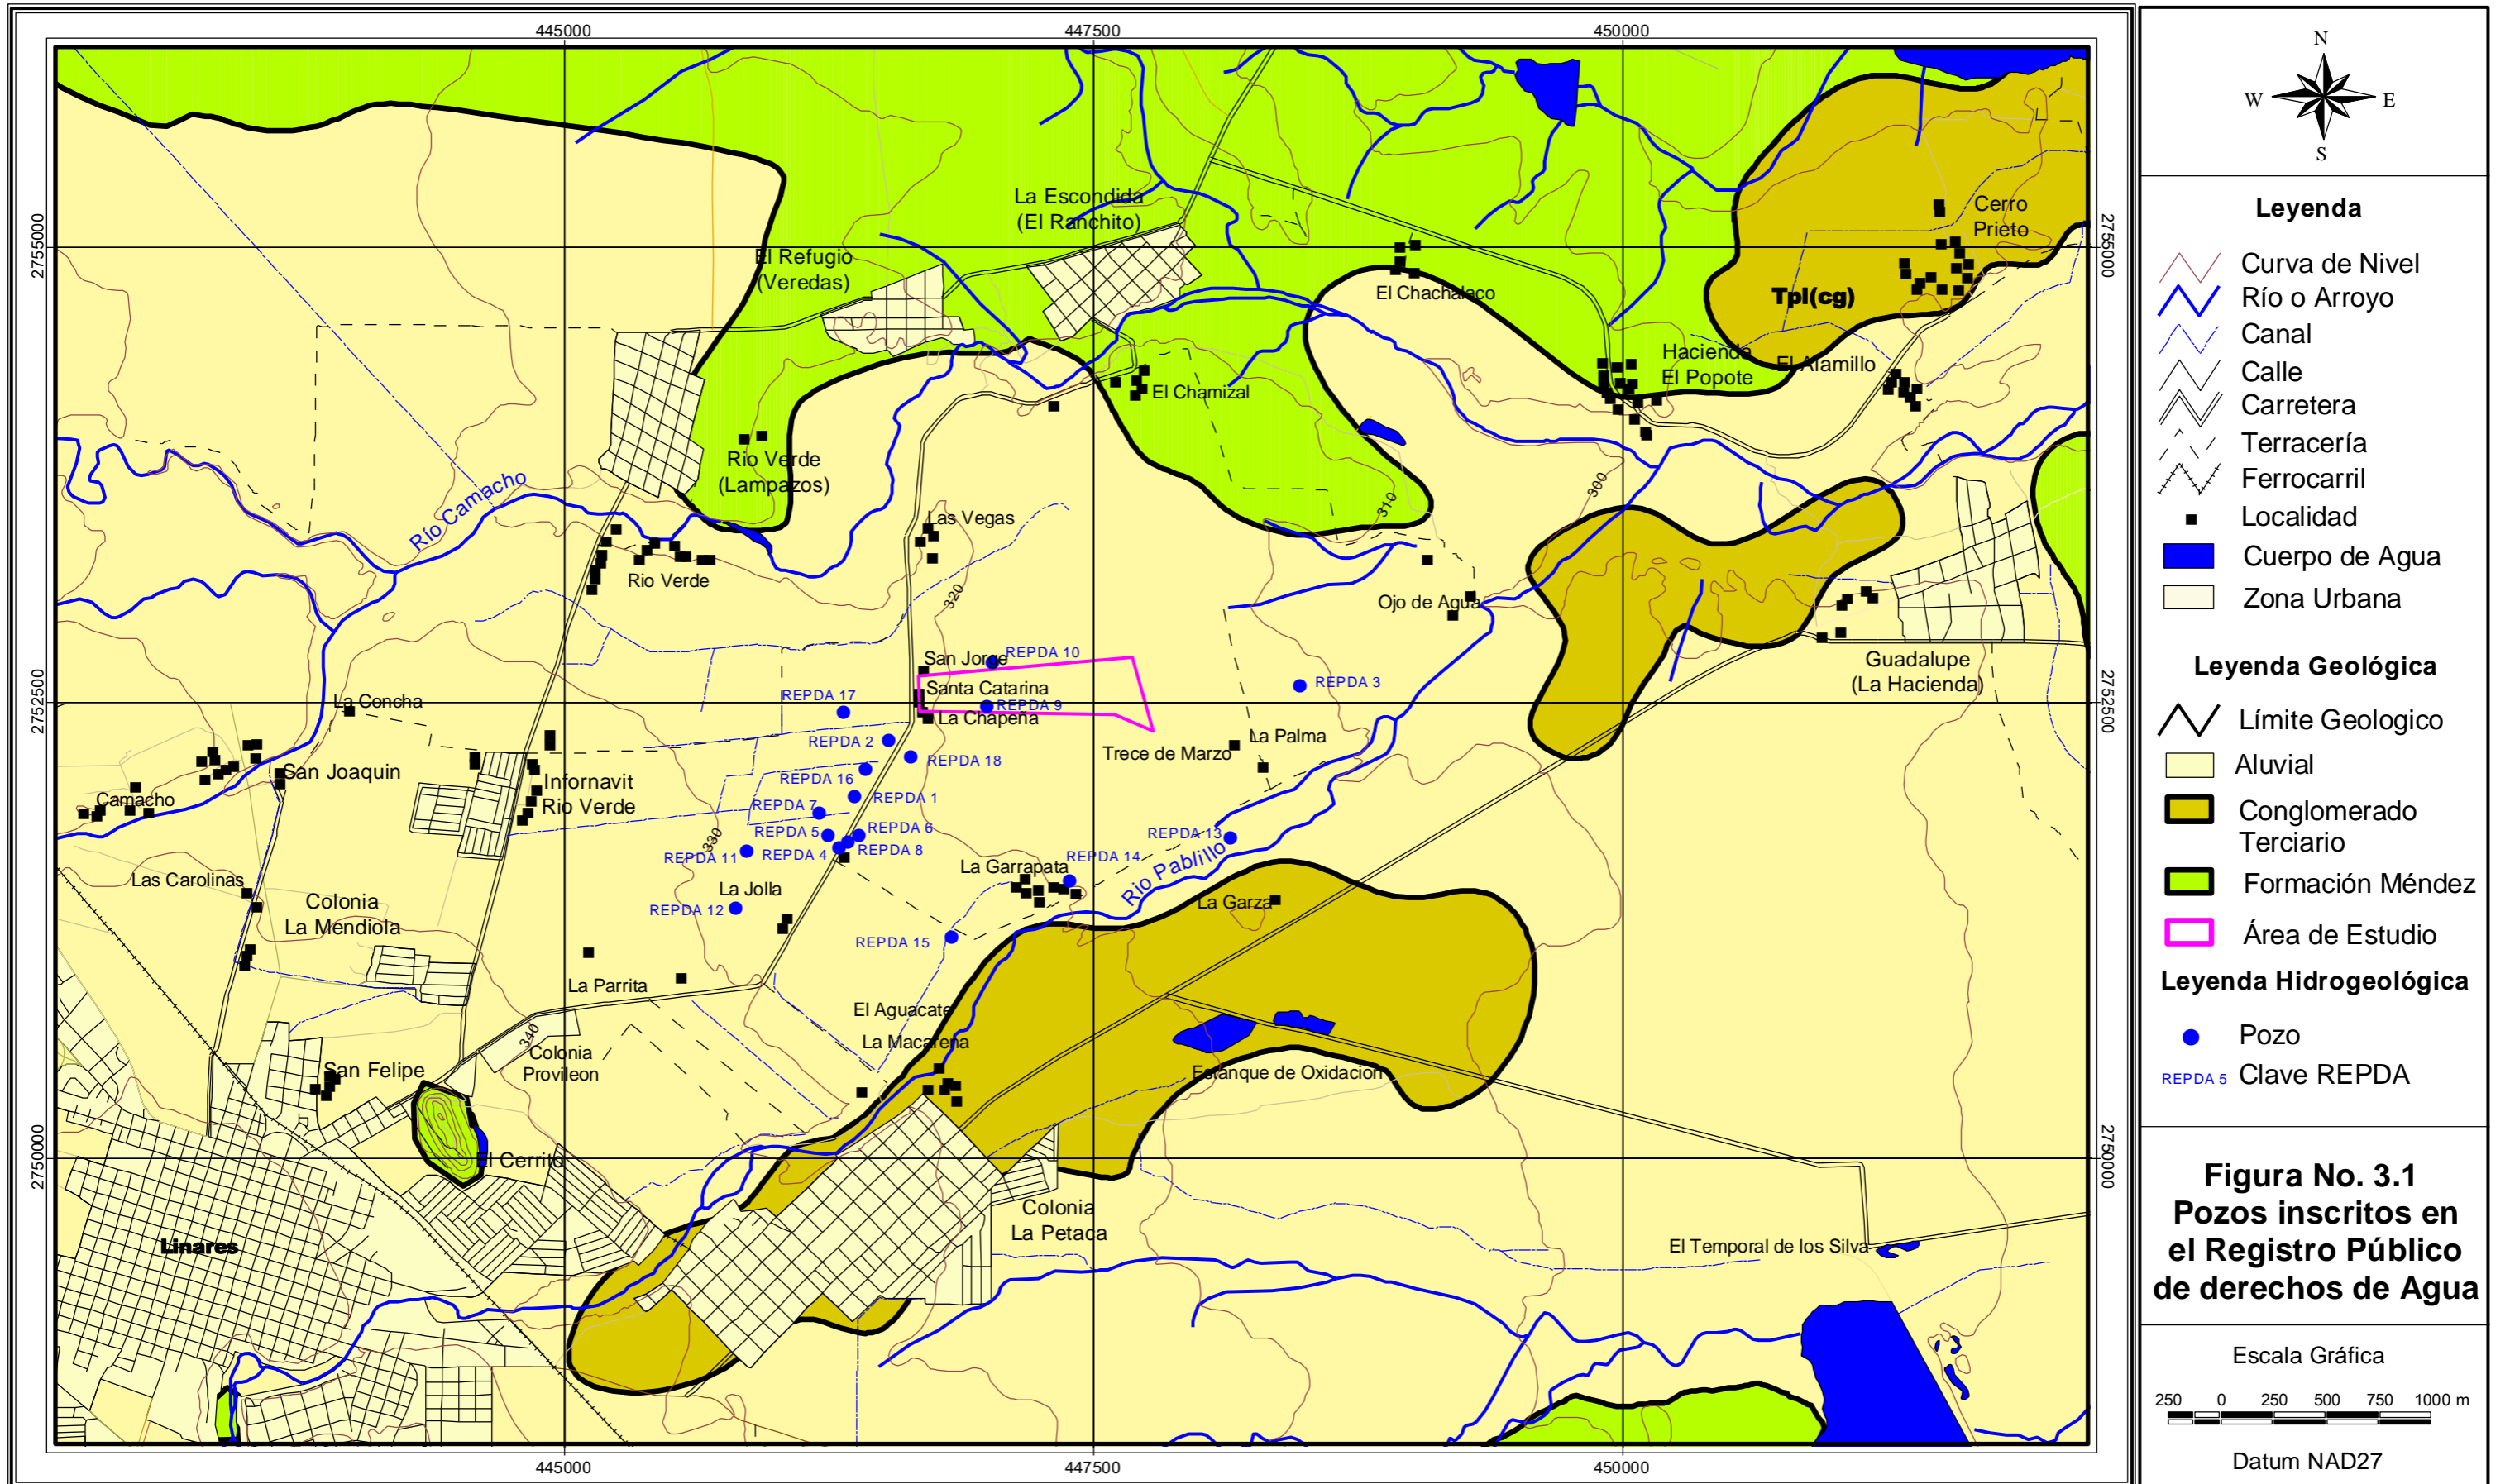 445000
447500
450000
2755000
2752500
2750000
2755000
2752500
2750000
445000
447500
450000
La Escondida
(El Ranchito)
El Refugio
(Veredas)
Cerro
Prieto
El Chachalaco
Tpl(cg)
Hacienda
El Popote
El Alamillo
El Chamizal
Rio Verde
(Lampazos)
Río Camacho
Las Vegas
310
300
Rio Verde
320
Ojo de Agua
San Jorge
REPDA 10
Guadalupe
(La Hacienda)
REPDA 3
Santa Catarina
REPDA 17
REPDA 9
La Concha
La Chapeña
REPDA 2
La Palma
Trece de Marzo
REPDA 18
San Joaquin
REPDA 16
Infornavit
Rio Verde
Camacho
REPDA 1
REPDA 7
330
REPDA 5
REPDA 6
REPDA 13
REPDA 11
REPDA 4
REPDA 8
REPDA 14
Rio Pablillo
La Garrapata
Las Carolinas
La Jolla
Colonia
La Mendiola
REPDA 12
La Garza
REPDA 15
La Parrita
El Aguacate
340
La Macarena
Colonia
Provileon
San Felipe
Estanque de Oxidacion
El Cerrito
Colonia
La Petaca
Linares
El Temporal de los Silva
N
W
E
S
Leyenda
Curva de Nivel
Río o Arroyo
Canal
Calle
Carretera
Terracería
Ferrocarril
Localidad
Cuerpo de Agua
Zona Urbana
Leyenda Geológica
Límite Geologico
Aluvial
Conglomerado
Terciario
Formación Méndez
Área de Estudio
Leyenda Hidrogeológica
Pozo
REPDA 5 Clave REPDA
Figura No. 3.1
Pozos inscritos en
el Registro Público
de derechos de Agua
Escala Gráfica
250 0 250 500 750 1000 m
Datum NAD27